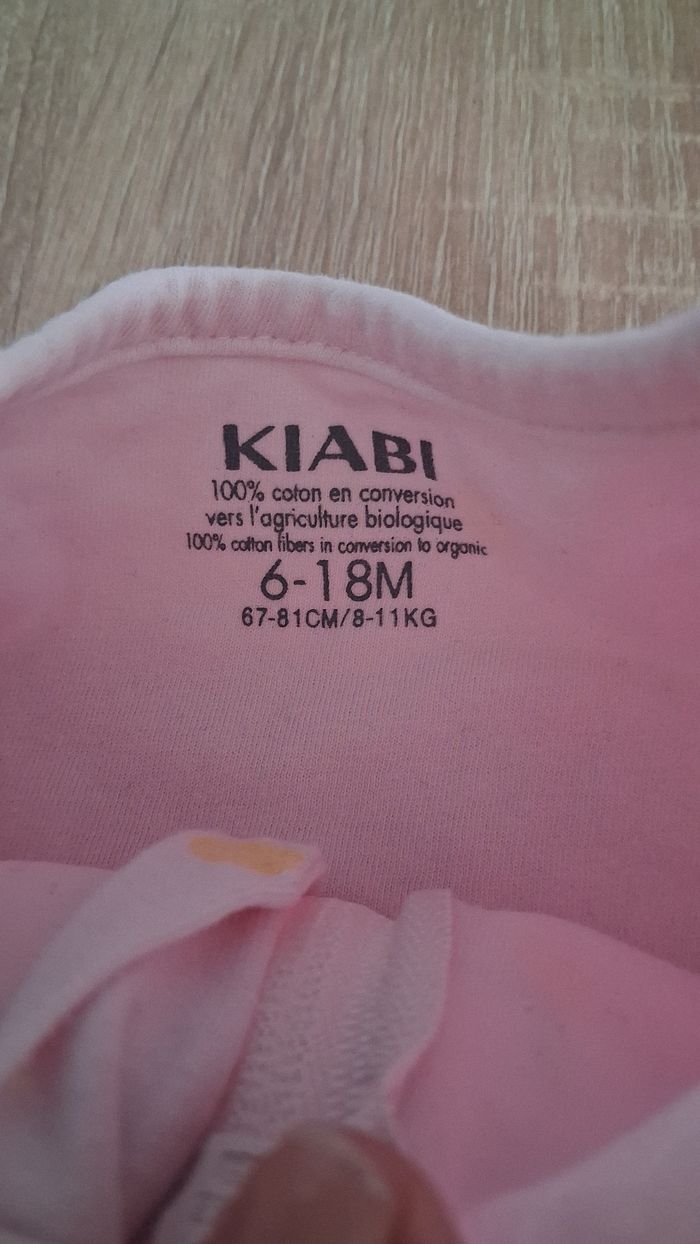 KIABI
100% coton en conversion
vers l'agriculture biologique
100% cotton fibers in conversion to organic
6-18M
67-81CM/8-11KG